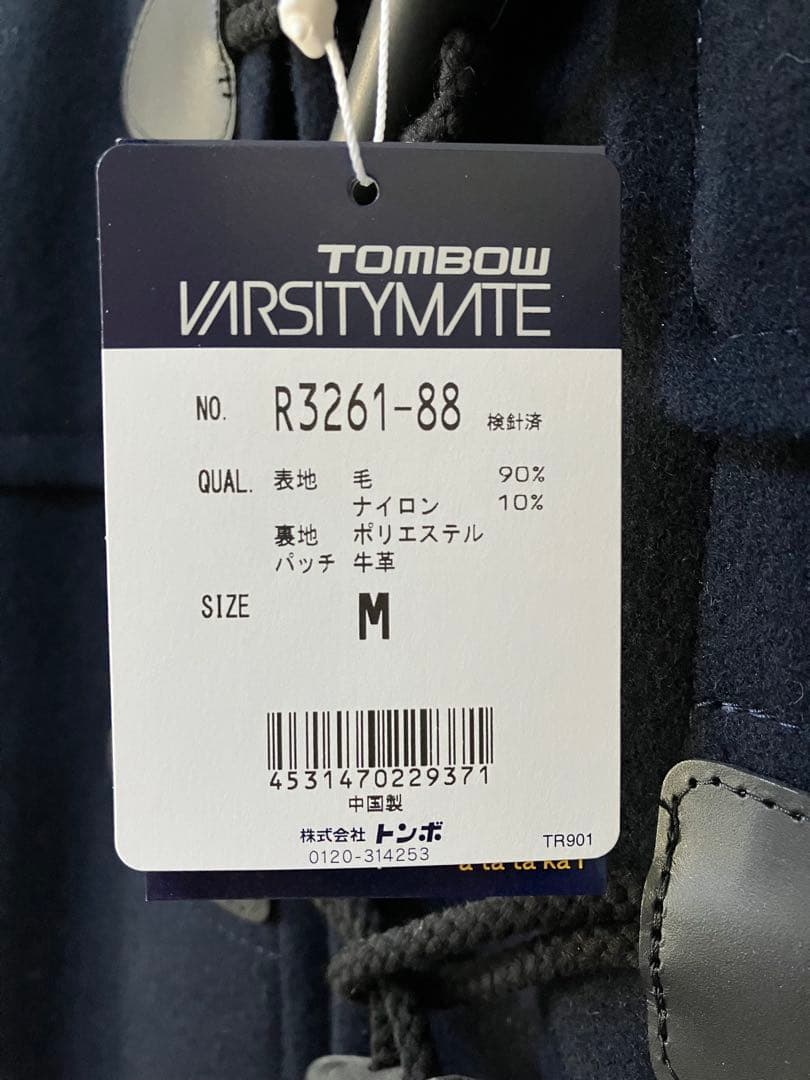 TOMBOW
VARSITYMATE
NO. R3261-88 検針済
QUAL. 表地 毛 90%
ナイロン 10%
裏地 ポリエステル
パッチ 牛革
SIZE M
4531470229371
中国製
株式会社 トンボ TR901
0120-314253
atatakai